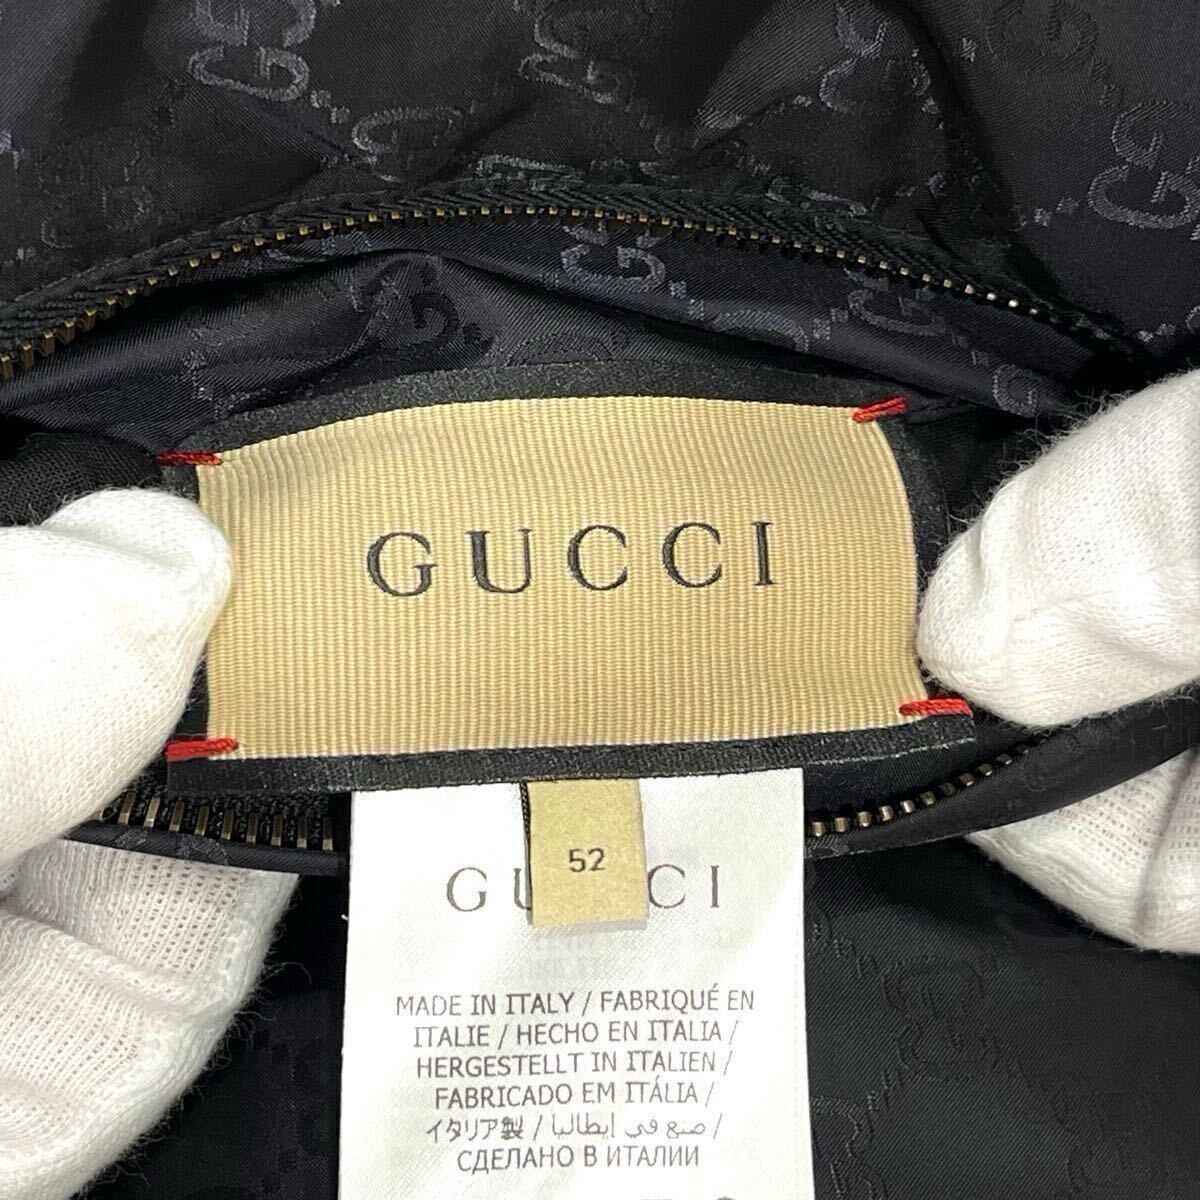 GUCCI
52
GUCCI
MADE IN ITALY / FABRIQUÉ EN
ITALIE / HECHO EN ITALIA /
HERGESTELLT IN ITALIEN /
FABRICADO EM ITÁLIA /
イタリア製 / صنع في إيطاليا /
СДЕЛАНО В ИТАЛИИ